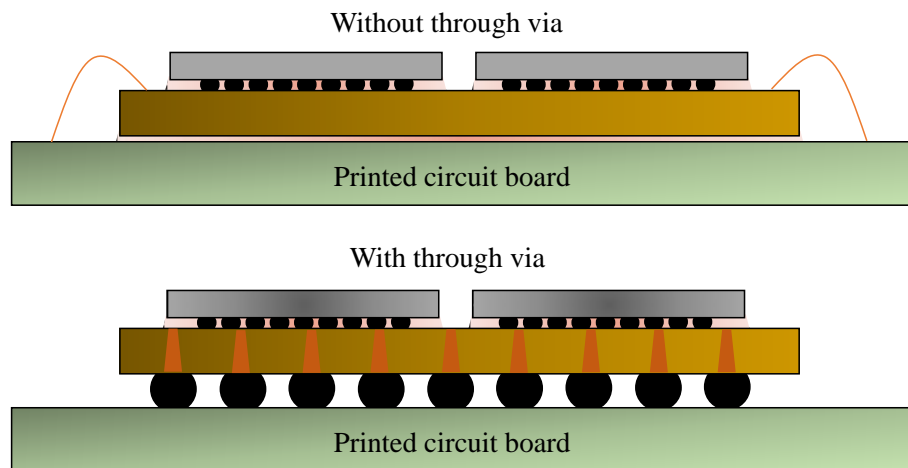 Without through via
Printed circuit board
With through via
Printed circuit board